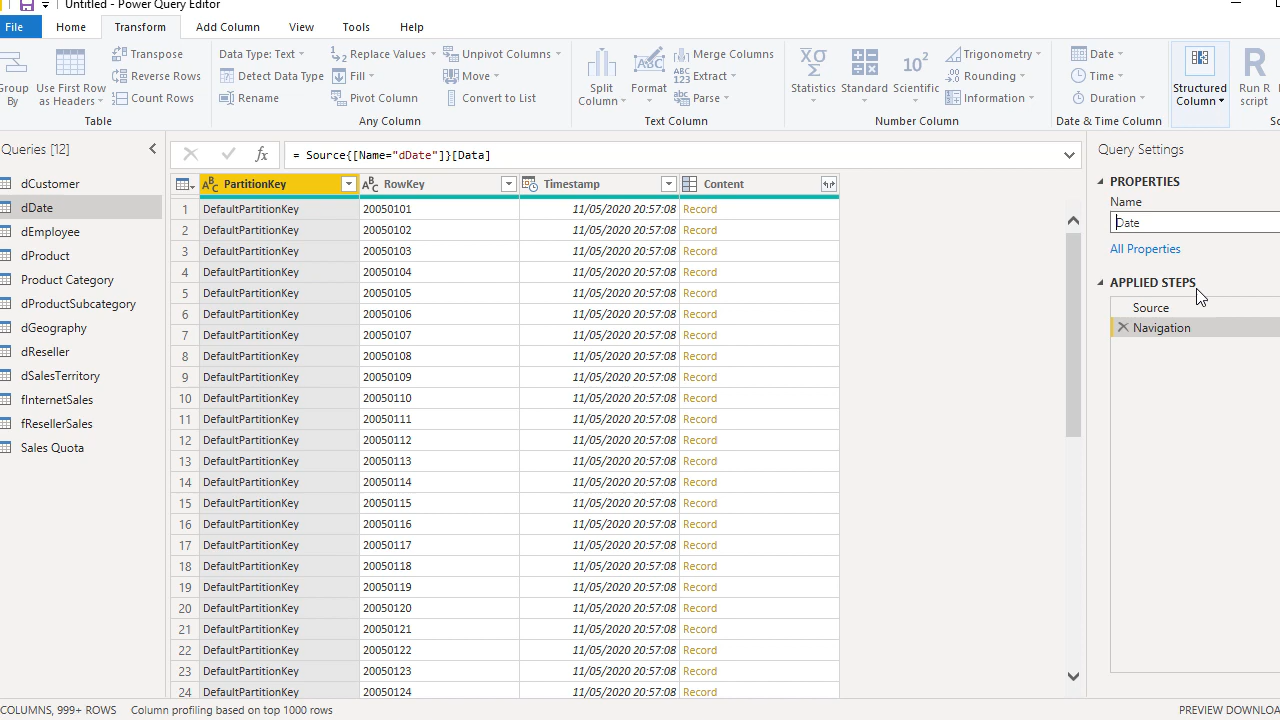 Untitled - Power Query Editor
File Home Transform Add Column View Tools Help
Group By
Use First Row as Headers
Transpose
Reverse Rows
Count Rows
Table
Data Type: Text
Detect Data Type
Rename
Replace Values
Fill
Pivot Column
Unpivot Columns
Move
Convert to List
Any Column
Split Column
Format
ABC
Merge Columns
ABC 123 Extract
abc Parse
Text Column
XΣσ Statistics
Standard
10² Scientific
Trigonometry
.00 Rounding
Information
Number Column
Date
Time
Duration
Date & Time Column
Structured Column
R Run R script
Sc
Queries [12]
dCustomer
dDate
dEmployee
dProduct
Product Category
dProductSubcategory
dGeography
dReseller
dSalesTerritory
fInternetSales
fResellerSales
Sales Quota
fx = Source{[Name="dDate"]}[Data]
ABC PartitionKey ABC RowKey Timestamp Content
1 DefaultPartitionKey 20050101 11/05/2020 20:57:08 Record
2 DefaultPartitionKey 20050102 11/05/2020 20:57:08 Record
3 DefaultPartitionKey 20050103 11/05/2020 20:57:08 Record
4 DefaultPartitionKey 20050104 11/05/2020 20:57:08 Record
5 DefaultPartitionKey 20050105 11/05/2020 20:57:08 Record
6 DefaultPartitionKey 20050106 11/05/2020 20:57:08 Record
7 DefaultPartitionKey 20050107 11/05/2020 20:57:08 Record
8 DefaultPartitionKey 20050108 11/05/2020 20:57:08 Record
9 DefaultPartitionKey 20050109 11/05/2020 20:57:08 Record
10 DefaultPartitionKey 20050110 11/05/2020 20:57:08 Record
11 DefaultPartitionKey 20050111 11/05/2020 20:57:08 Record
12 DefaultPartitionKey 20050112 11/05/2020 20:57:08 Record
13 DefaultPartitionKey 20050113 11/05/2020 20:57:08 Record
14 DefaultPartitionKey 20050114 11/05/2020 20:57:08 Record
15 DefaultPartitionKey 20050115 11/05/2020 20:57:08 Record
16 DefaultPartitionKey 20050116 11/05/2020 20:57:08 Record
17 DefaultPartitionKey 20050117 11/05/2020 20:57:08 Record
18 DefaultPartitionKey 20050118 11/05/2020 20:57:08 Record
19 DefaultPartitionKey 20050119 11/05/2020 20:57:08 Record
20 DefaultPartitionKey 20050120 11/05/2020 20:57:08 Record
21 DefaultPartitionKey 20050121 11/05/2020 20:57:08 Record
22 DefaultPartitionKey 20050122 11/05/2020 20:57:08 Record
23 DefaultPartitionKey 20050123 11/05/2020 20:57:08 Record
24 DefaultPartitionKey 20050124 11/05/2020 20:57:08 Record
Query Settings
PROPERTIES
Name
Date
All Properties
APPLIED STEPS
Source
Navigation
COLUMNS, 999+ ROWS Column profiling based on top 1000 rows
PREVIEW DOWNLOA